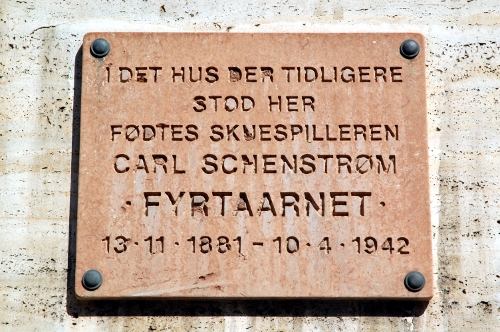 I DET HUS DER TIDLIGERE
STOD HER
FØDTES SKUESPILLEREN
CARL SCHENSTRØM
· FYRTAARNET ·
13 · 11 · 1881 – 10 · 4 · 1942